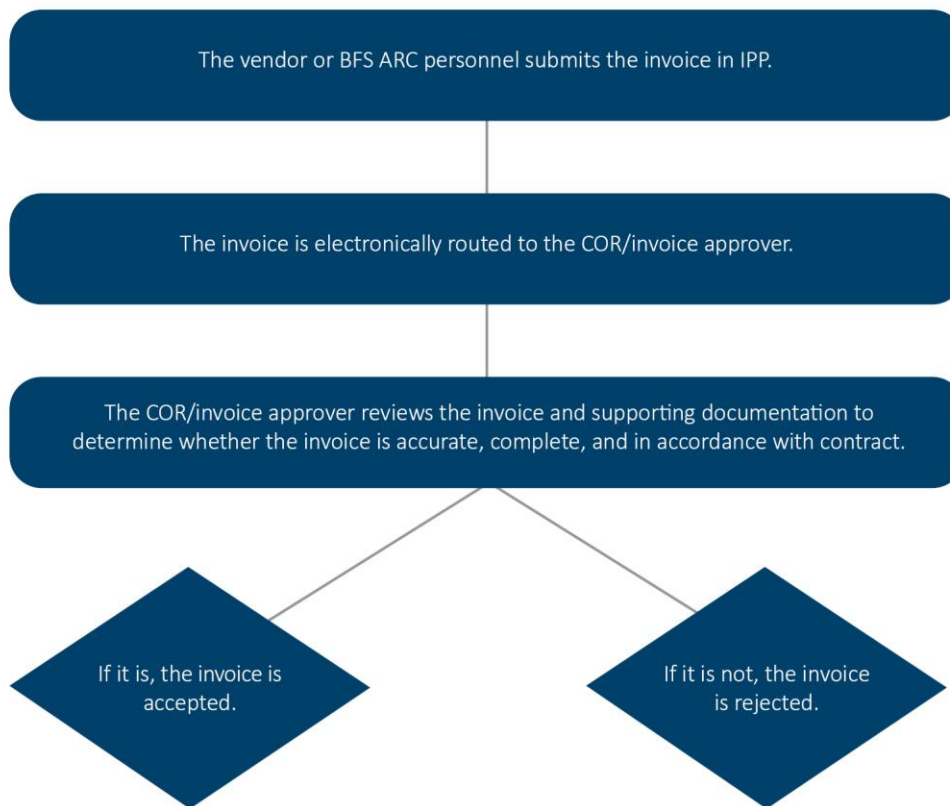 The vendor or BFS ARC personnel submits the invoice in IPP.
The invoice is electronically routed to the COR/invoice approver.
The COR/invoice approver reviews the invoice and supporting documentation to
determine whether the invoice is accurate, complete, and in accordance with contract.
If it is, the invoice is
accepted.
If it is not, the invoice
is rejected.